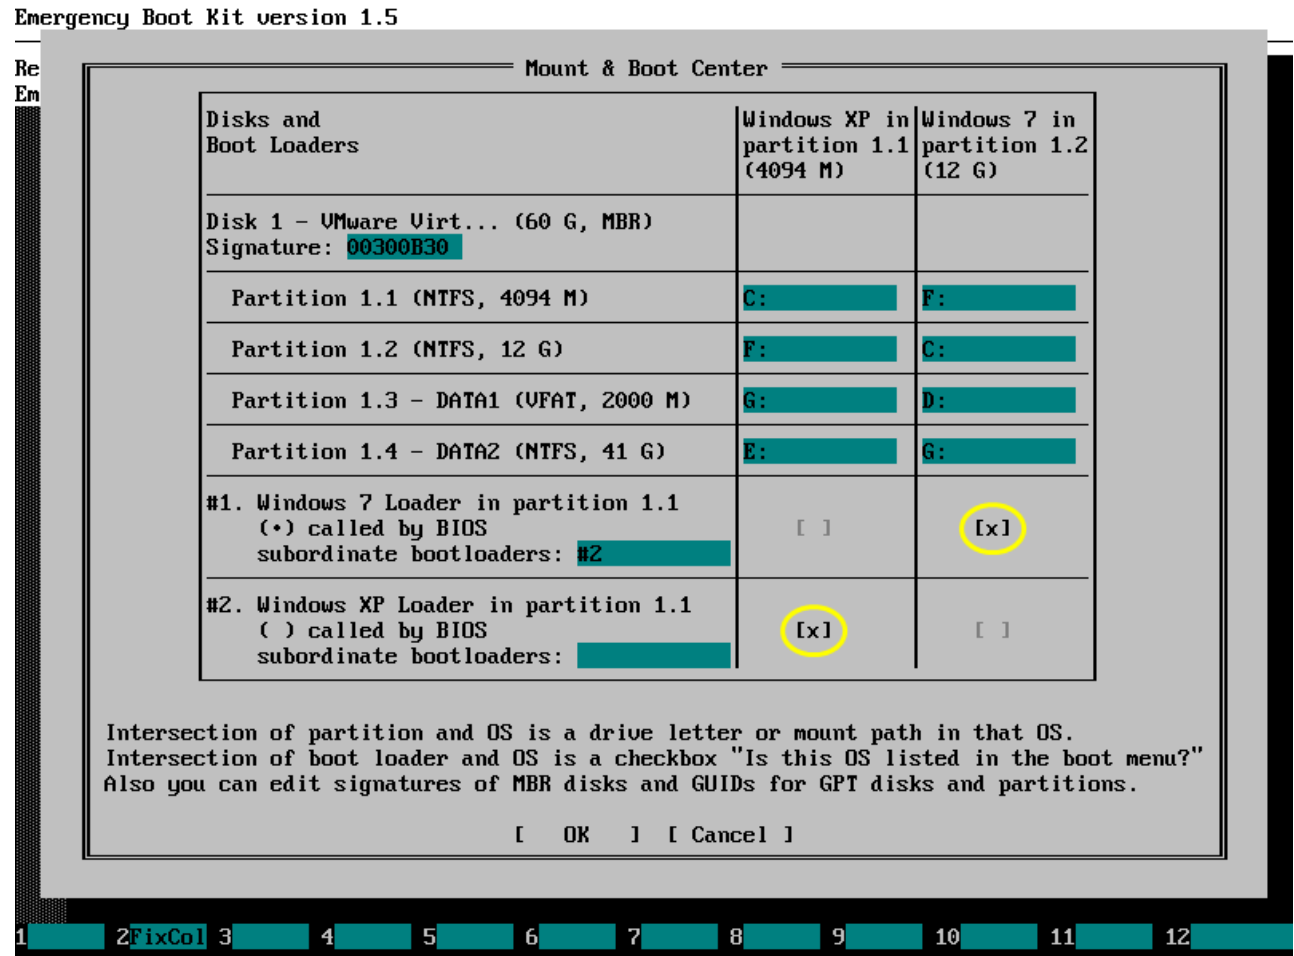 Emergency Boot Kit version 1.5
Re
Em
Mount & Boot Center
Disks and
Boot Loaders
Windows XP in
partition 1.1
(4094 M)
Windows 7 in
partition 1.2
(12 G)
Disk 1 - VMware Virt... (60 G, MBR)
Signature: 00300B30
Partition 1.1 (NTFS, 4094 M) C: F:
Partition 1.2 (NTFS, 12 G) F: C:
Partition 1.3 - DATA1 (VFAT, 2000 M) G: D:
Partition 1.4 - DATA2 (NTFS, 41 G) E: G:
#1. Windows 7 Loader in partition 1.1
(•) called by BIOS [ ] [x]
subordinate bootloaders: #2
#2. Windows XP Loader in partition 1.1
( ) called by BIOS [x] [ ]
subordinate bootloaders:
Intersection of partition and OS is a drive letter or mount path in that OS.
Intersection of boot loader and OS is a checkbox "Is this OS listed in the boot menu?"
Also you can edit signatures of MBR disks and GUIDs for GPT disks and partitions.
[ OK ] [ Cancel ]
1 2FixCol 3 4 5 6 7 8 9 10 11 12